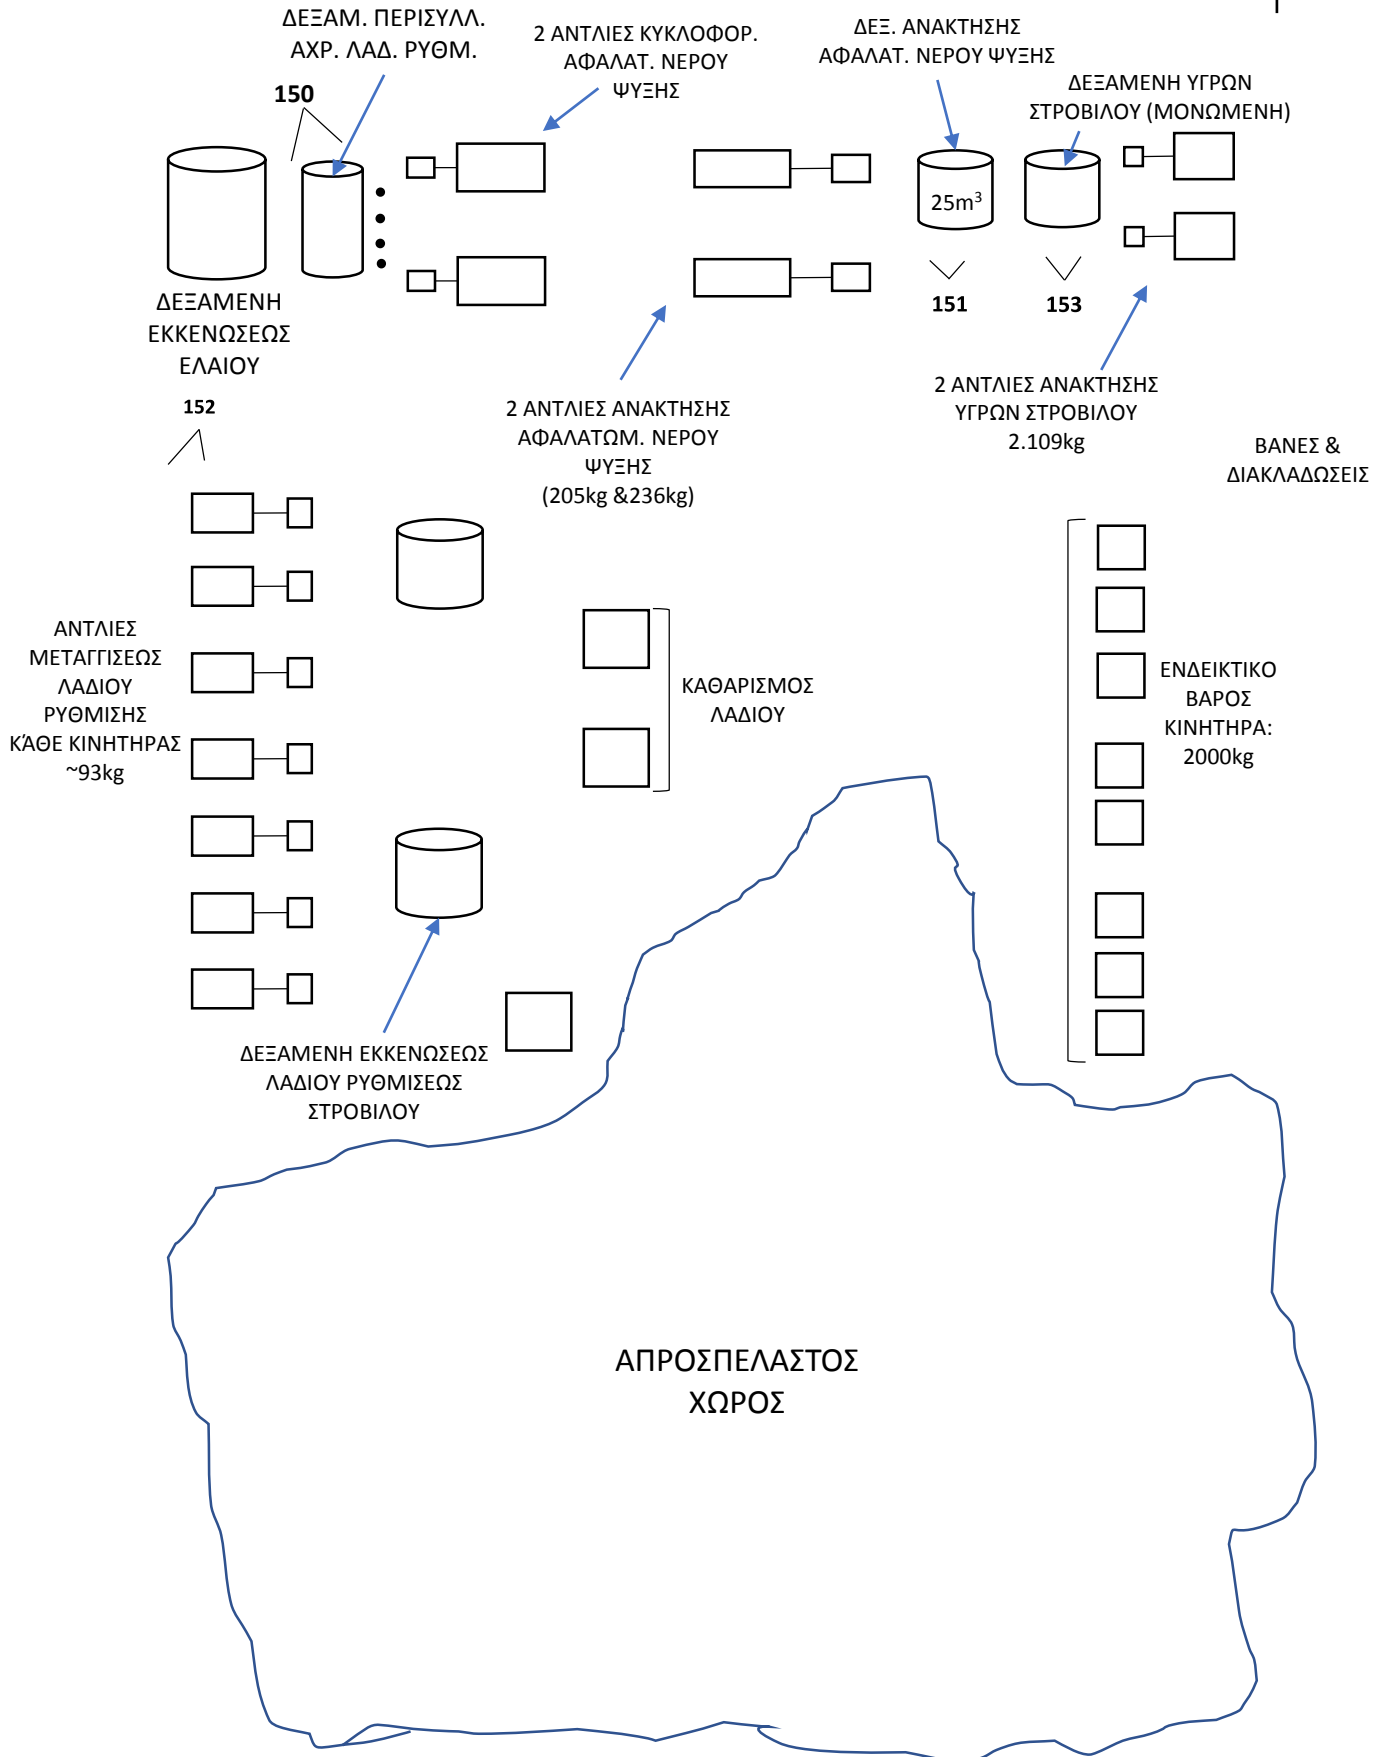 ΔΕΞΑΜ. ΠΕΡΙΣΥΛΛ.
ΑΧΡ. ΛΑΔ. ΡΥΘΜ.
2 ΑΝΤΛΙΕΣ ΚΥΚΛΟΦΟΡ.
ΑΦΑΛΑΤ. ΝΕΡΟΥ
ΨΥΞΗΣ
ΔΕΞ. ΑΝΑΚΤΗΣΗΣ
ΑΦΑΛΑΤ. ΝΕΡΟΥ ΨΥΞΗΣ
ΔΕΞΑΜΕΝΗ ΥΓΡΩΝ
ΣΤΡΟΒΙΛΟΥ (ΜΟΝΩΜΕΝΗ)
150
25m³
151
153
ΔΕΞΑΜΕΝΗ
ΕΚΚΕΝΩΣΕΩΣ
ΕΛΑΙΟΥ
152
2 ΑΝΤΛΙΕΣ ΑΝΑΚΤΗΣΗΣ
ΑΦΑΛΑΤΩΜ. ΝΕΡΟΥ
ΨΥΞΗΣ
(205kg &236kg)
2 ΑΝΤΛΙΕΣ ΑΝΑΚΤΗΣΗΣ
ΥΓΡΩΝ ΣΤΡΟΒΙΛΟΥ
2.109kg
ΒΑΝΕΣ &
ΔΙΑΚΛΑΔΩΣΕΙΣ
ΑΝΤΛΙΕΣ
ΜΕΤΑΓΓΙΣΕΩΣ
ΛΑΔΙΟΥ
ΡΥΘΜΙΣΗΣ
ΚΆΘΕ ΚΙΝΗΤΗΡΑΣ
~93kg
ΚΑΘΑΡΙΣΜΟΣ
ΛΑΔΙΟΥ
ΕΝΔΕΙΚΤΙΚΟ
ΒΑΡΟΣ
ΚΙΝΗΤΗΡΑ:
2000kg
ΔΕΞΑΜΕΝΗ ΕΚΚΕΝΩΣΕΩΣ
ΛΑΔΙΟΥ ΡΥΘΜΙΣΕΩΣ
ΣΤΡΟΒΙΛΟΥ
ΑΠΡΟΣΠΕΛΑΣΤΟΣ
ΧΩΡΟΣ